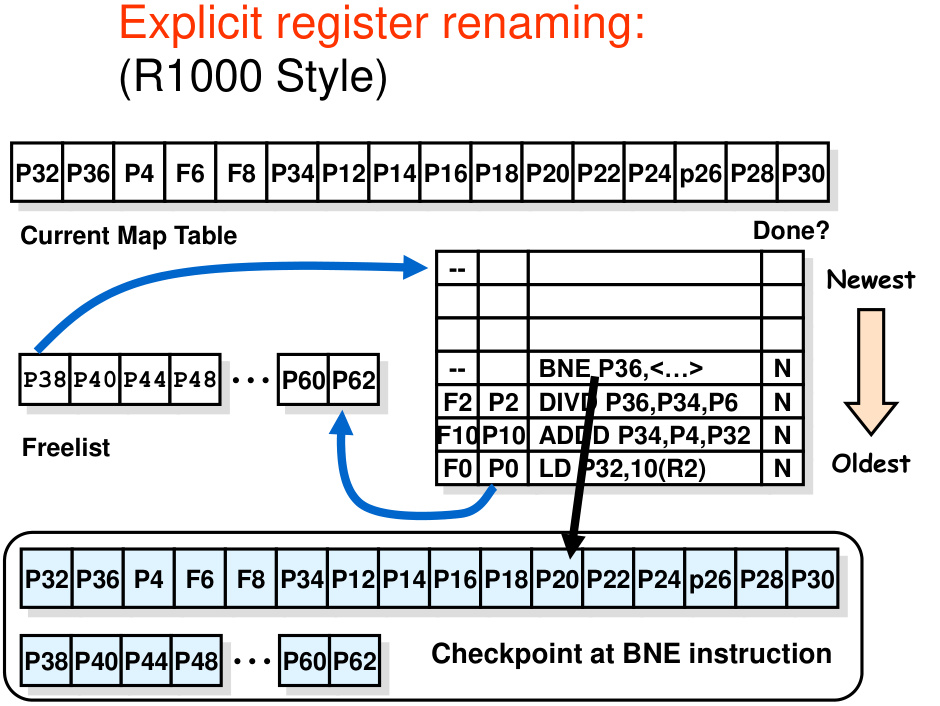 Explicit register renaming:
(R1000 Style)
P32 P36 P4 F6 F8 P34 P12 P14 P16 P18 P20 P22 P24 p26 P28 P30
Current Map Table
Done?
--
Newest
P38 P40 P44 P48 ··· P60 P62
-- BNE P36,<…> N
F2 P2 DIVD P36,P34,P6 N
F10 P10 ADDD P34,P4,P32 N
F0 P0 LD P32,10(R2) N
Freelist
Oldest
P32 P36 P4 F6 F8 P34 P12 P14 P16 P18 P20 P22 P24 p26 P28 P30
P38 P40 P44 P48 ··· P60 P62
Checkpoint at BNE instruction